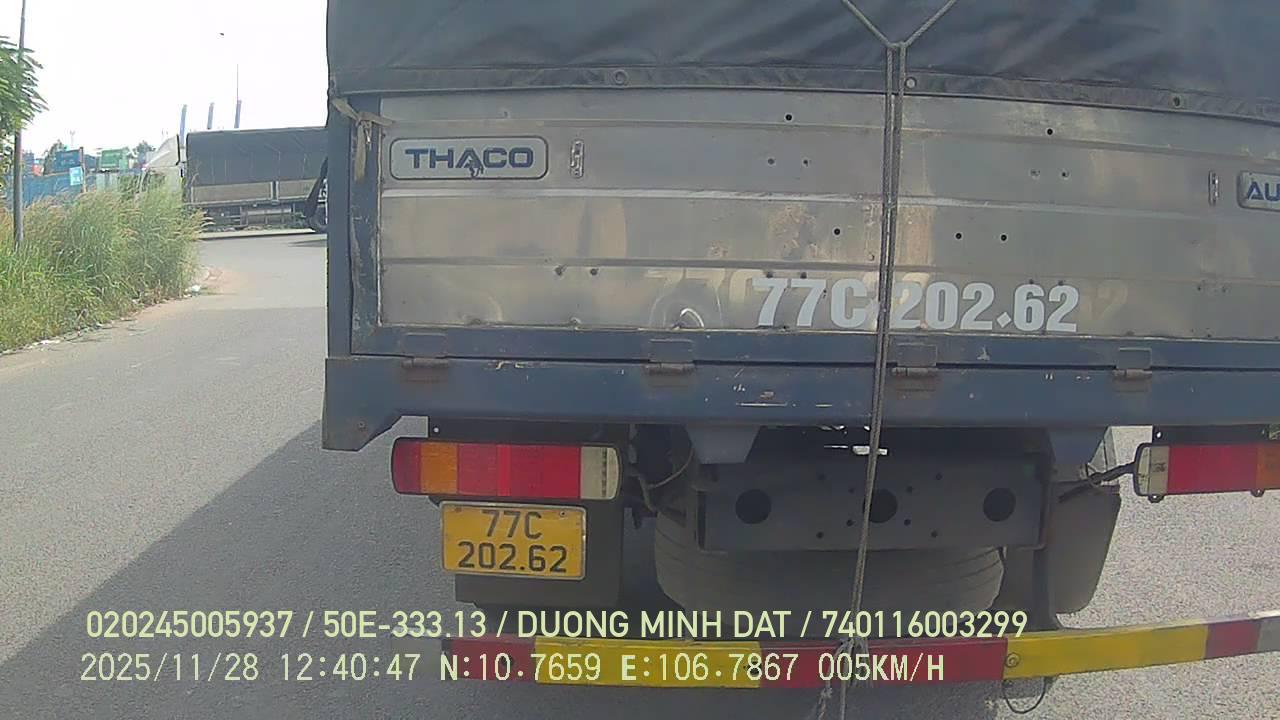 THACO
AU
77C-202.62
77C
202.62
020245005937 / 50E-333.13 / DUONG MINH DAT / 740116003299
2025/11/28 12:40:47 N:10.7659 E:106.7867 005KM/H